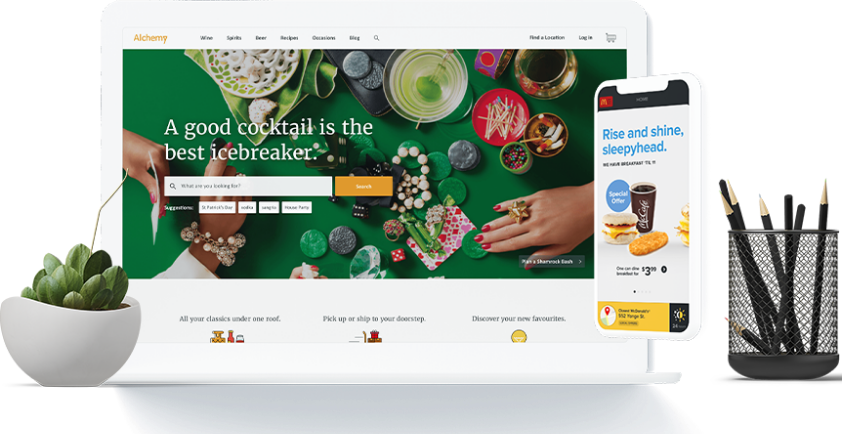 Alchemy
Wine Spirits Beer Recipes Occasions Blog
Find a Location Log in
A good cocktail is the
best icebreaker.
What are you looking for?
Search
Suggestions: St Patrick's Day vodka sangria House Party
Plan a Shamrock Bash
All your classics under one roof.
Pick up or ship to your doorstep.
Discover your new favourites.
HOME
Rise and shine,
sleepyhead.
WE HAVE BREAKFAST 'TIL 11
Special
Offer
McCafé
One can dine
breakfast for
$3.99
Closest McDonalds
552 Yonge St.